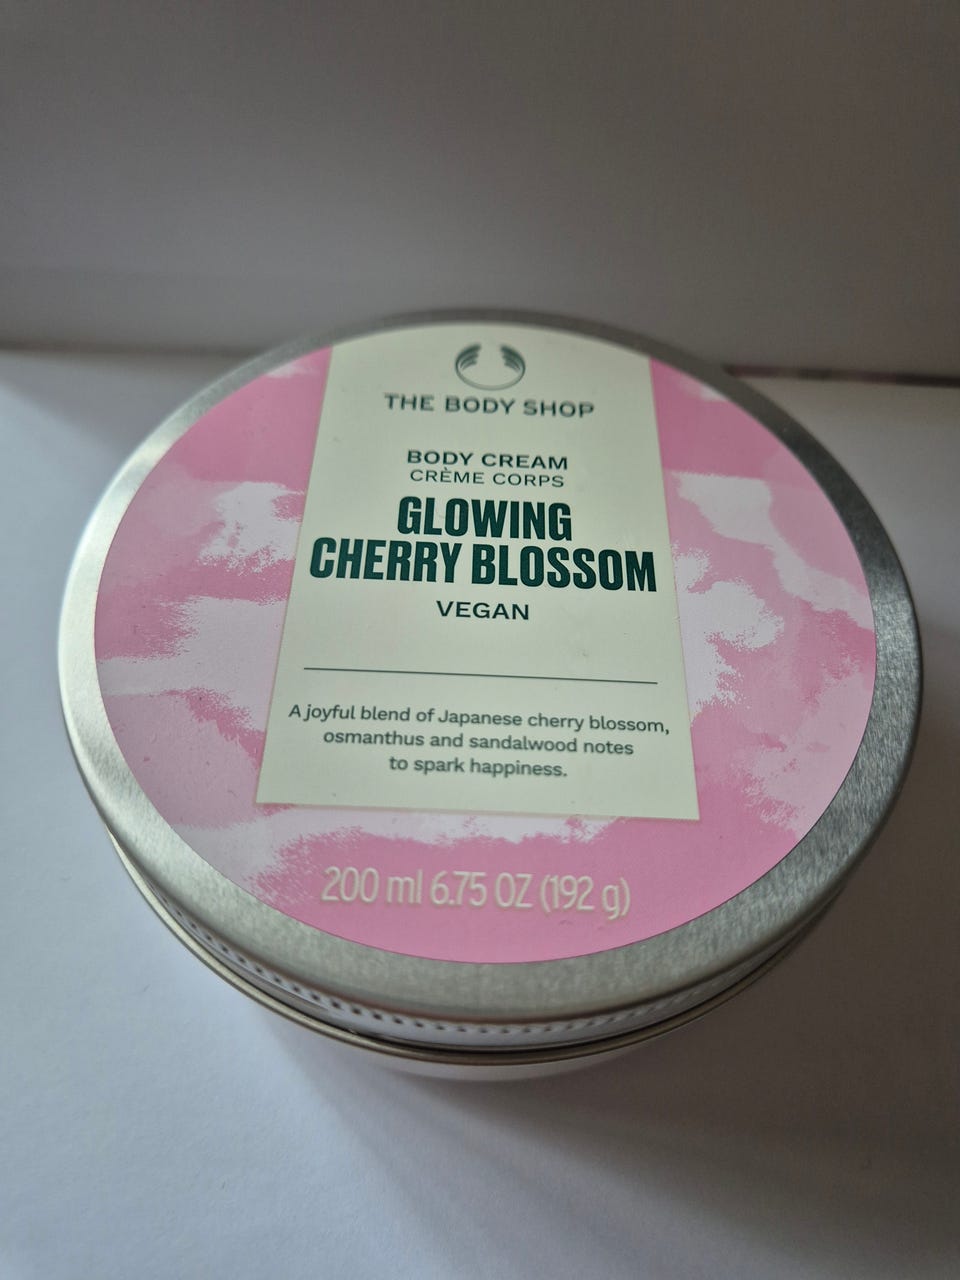 THE BODY SHOP
BODY CREAM
CRÈME CORPS
GLOWING
CHERRY BLOSSOM
VEGAN
A joyful blend of Japanese cherry blossom,
osmanthus and sandalwood notes
to spark happiness.
200 ml 6.75 OZ (192 g)